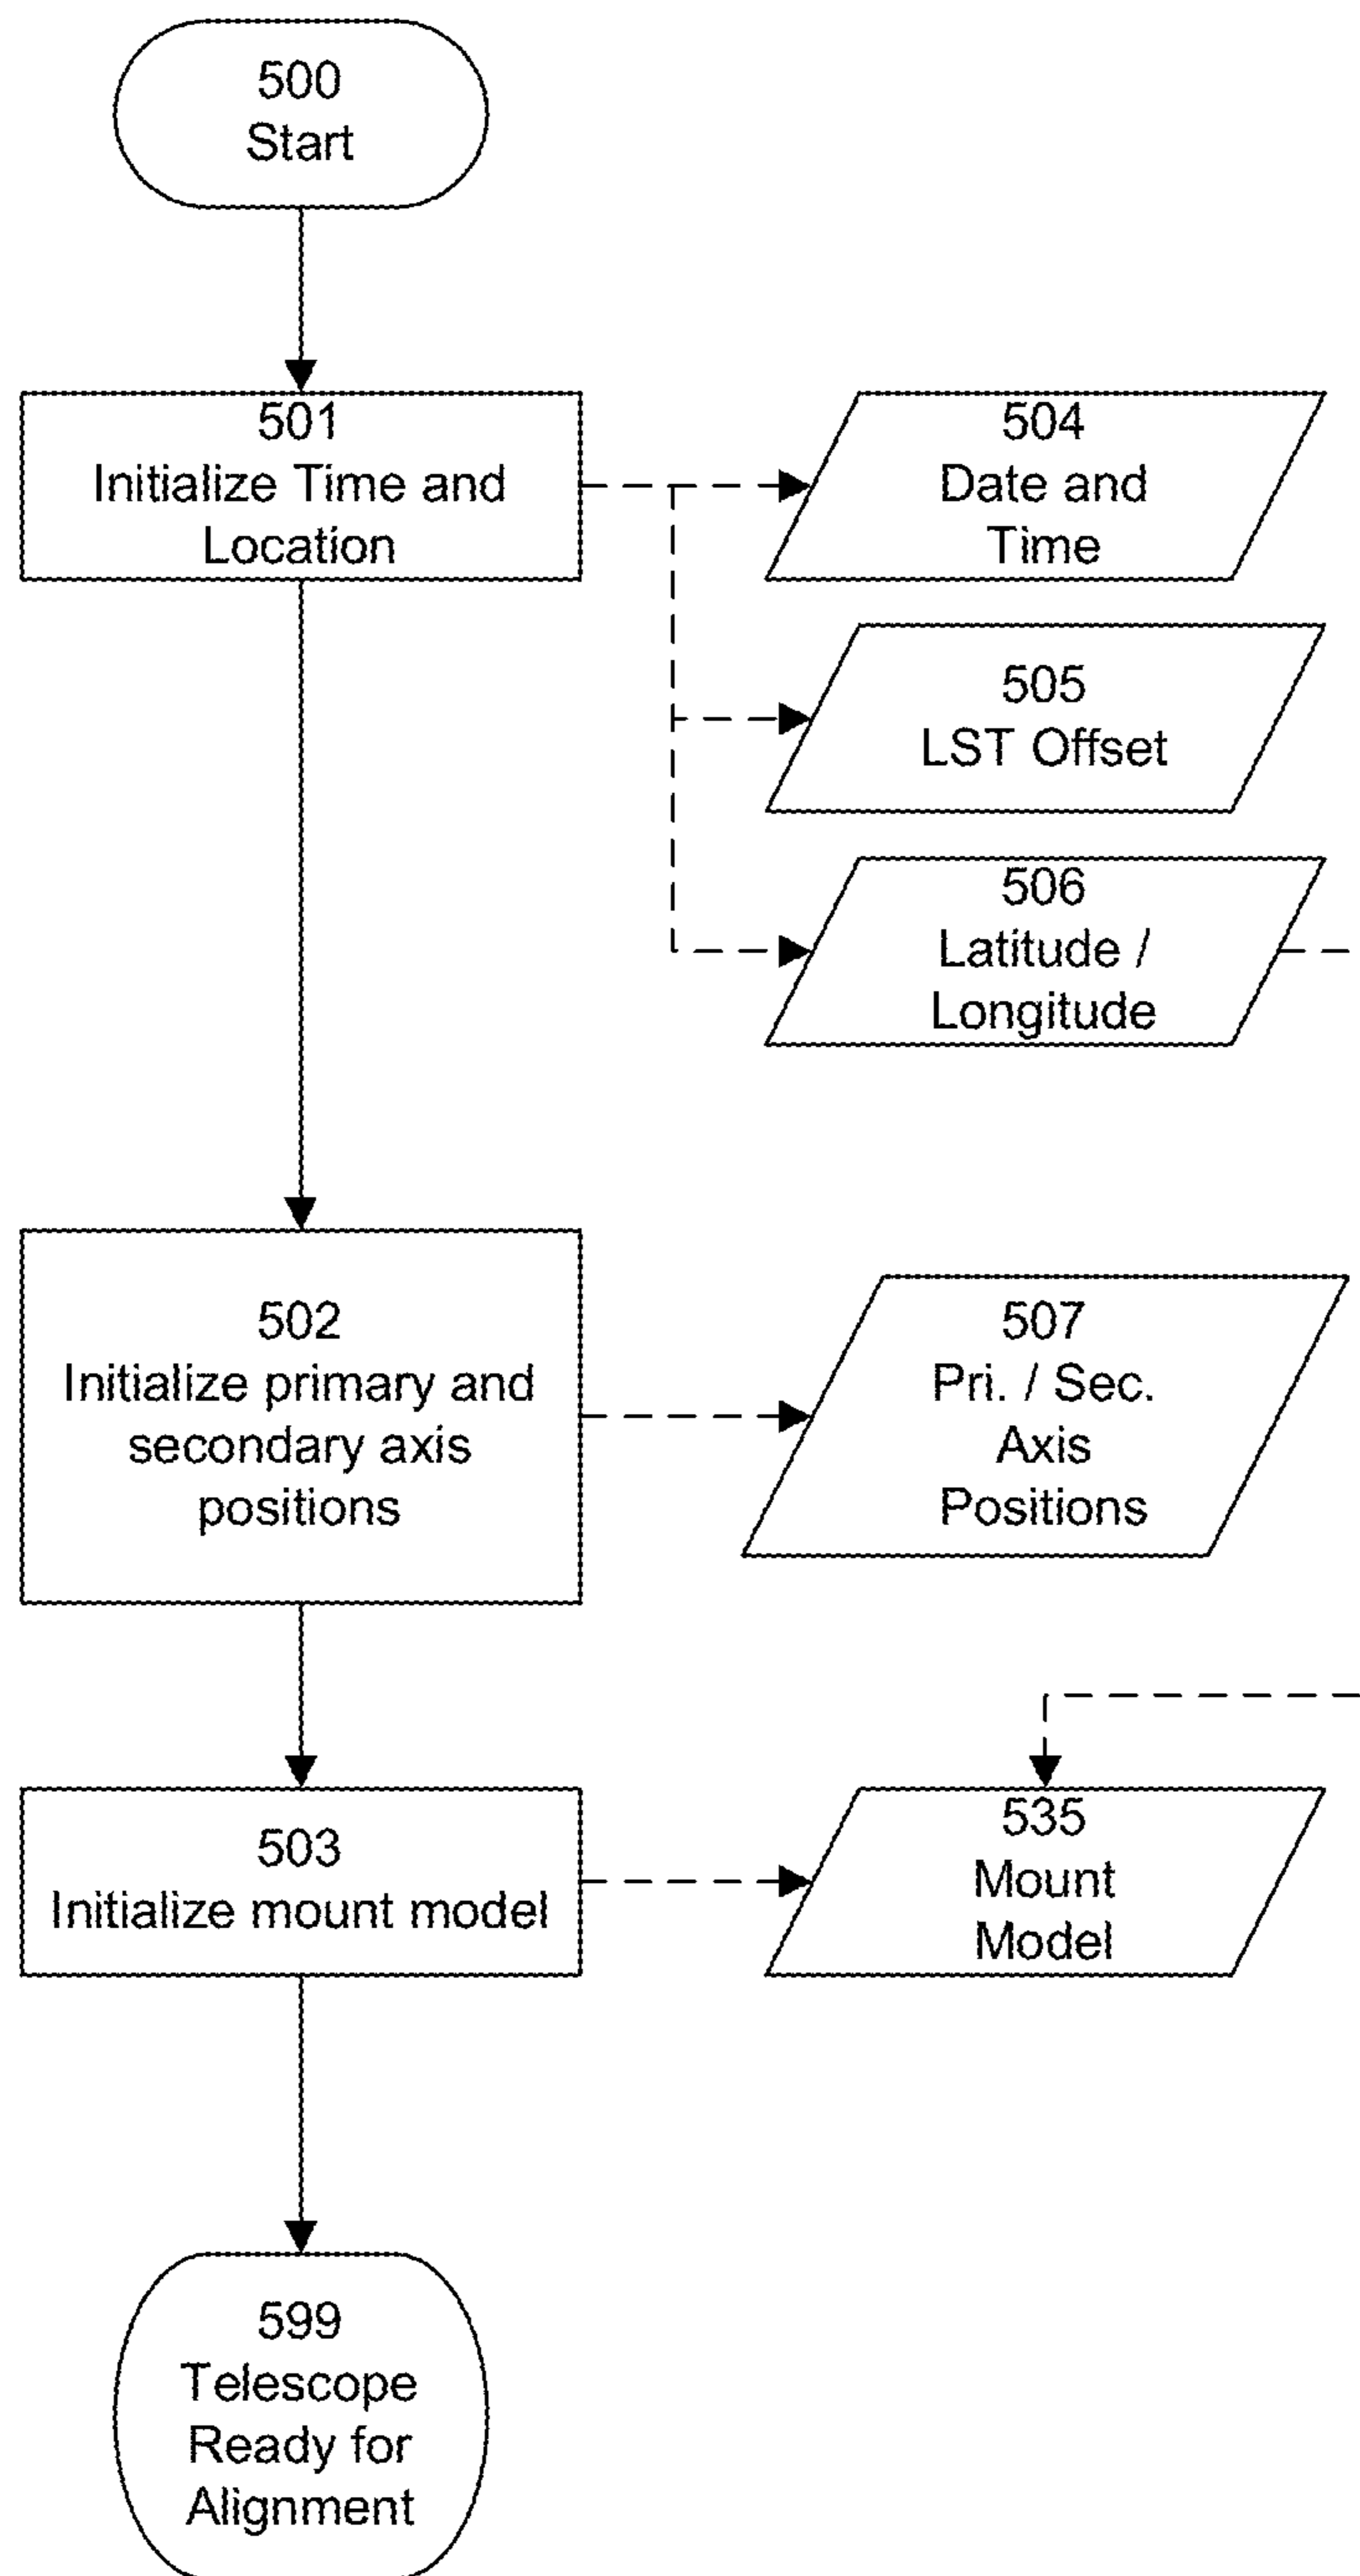 500
Start
501
Initialize Time and
Location
504
Date and
Time
505
LST Offset
506
Latitude /
Longitude
502
Initialize primary and
secondary axis
positions
507
Pri. / Sec.
Axis
Positions
503
Initialize mount model
535
Mount
Model
599
Telescope
Ready for
Alignment